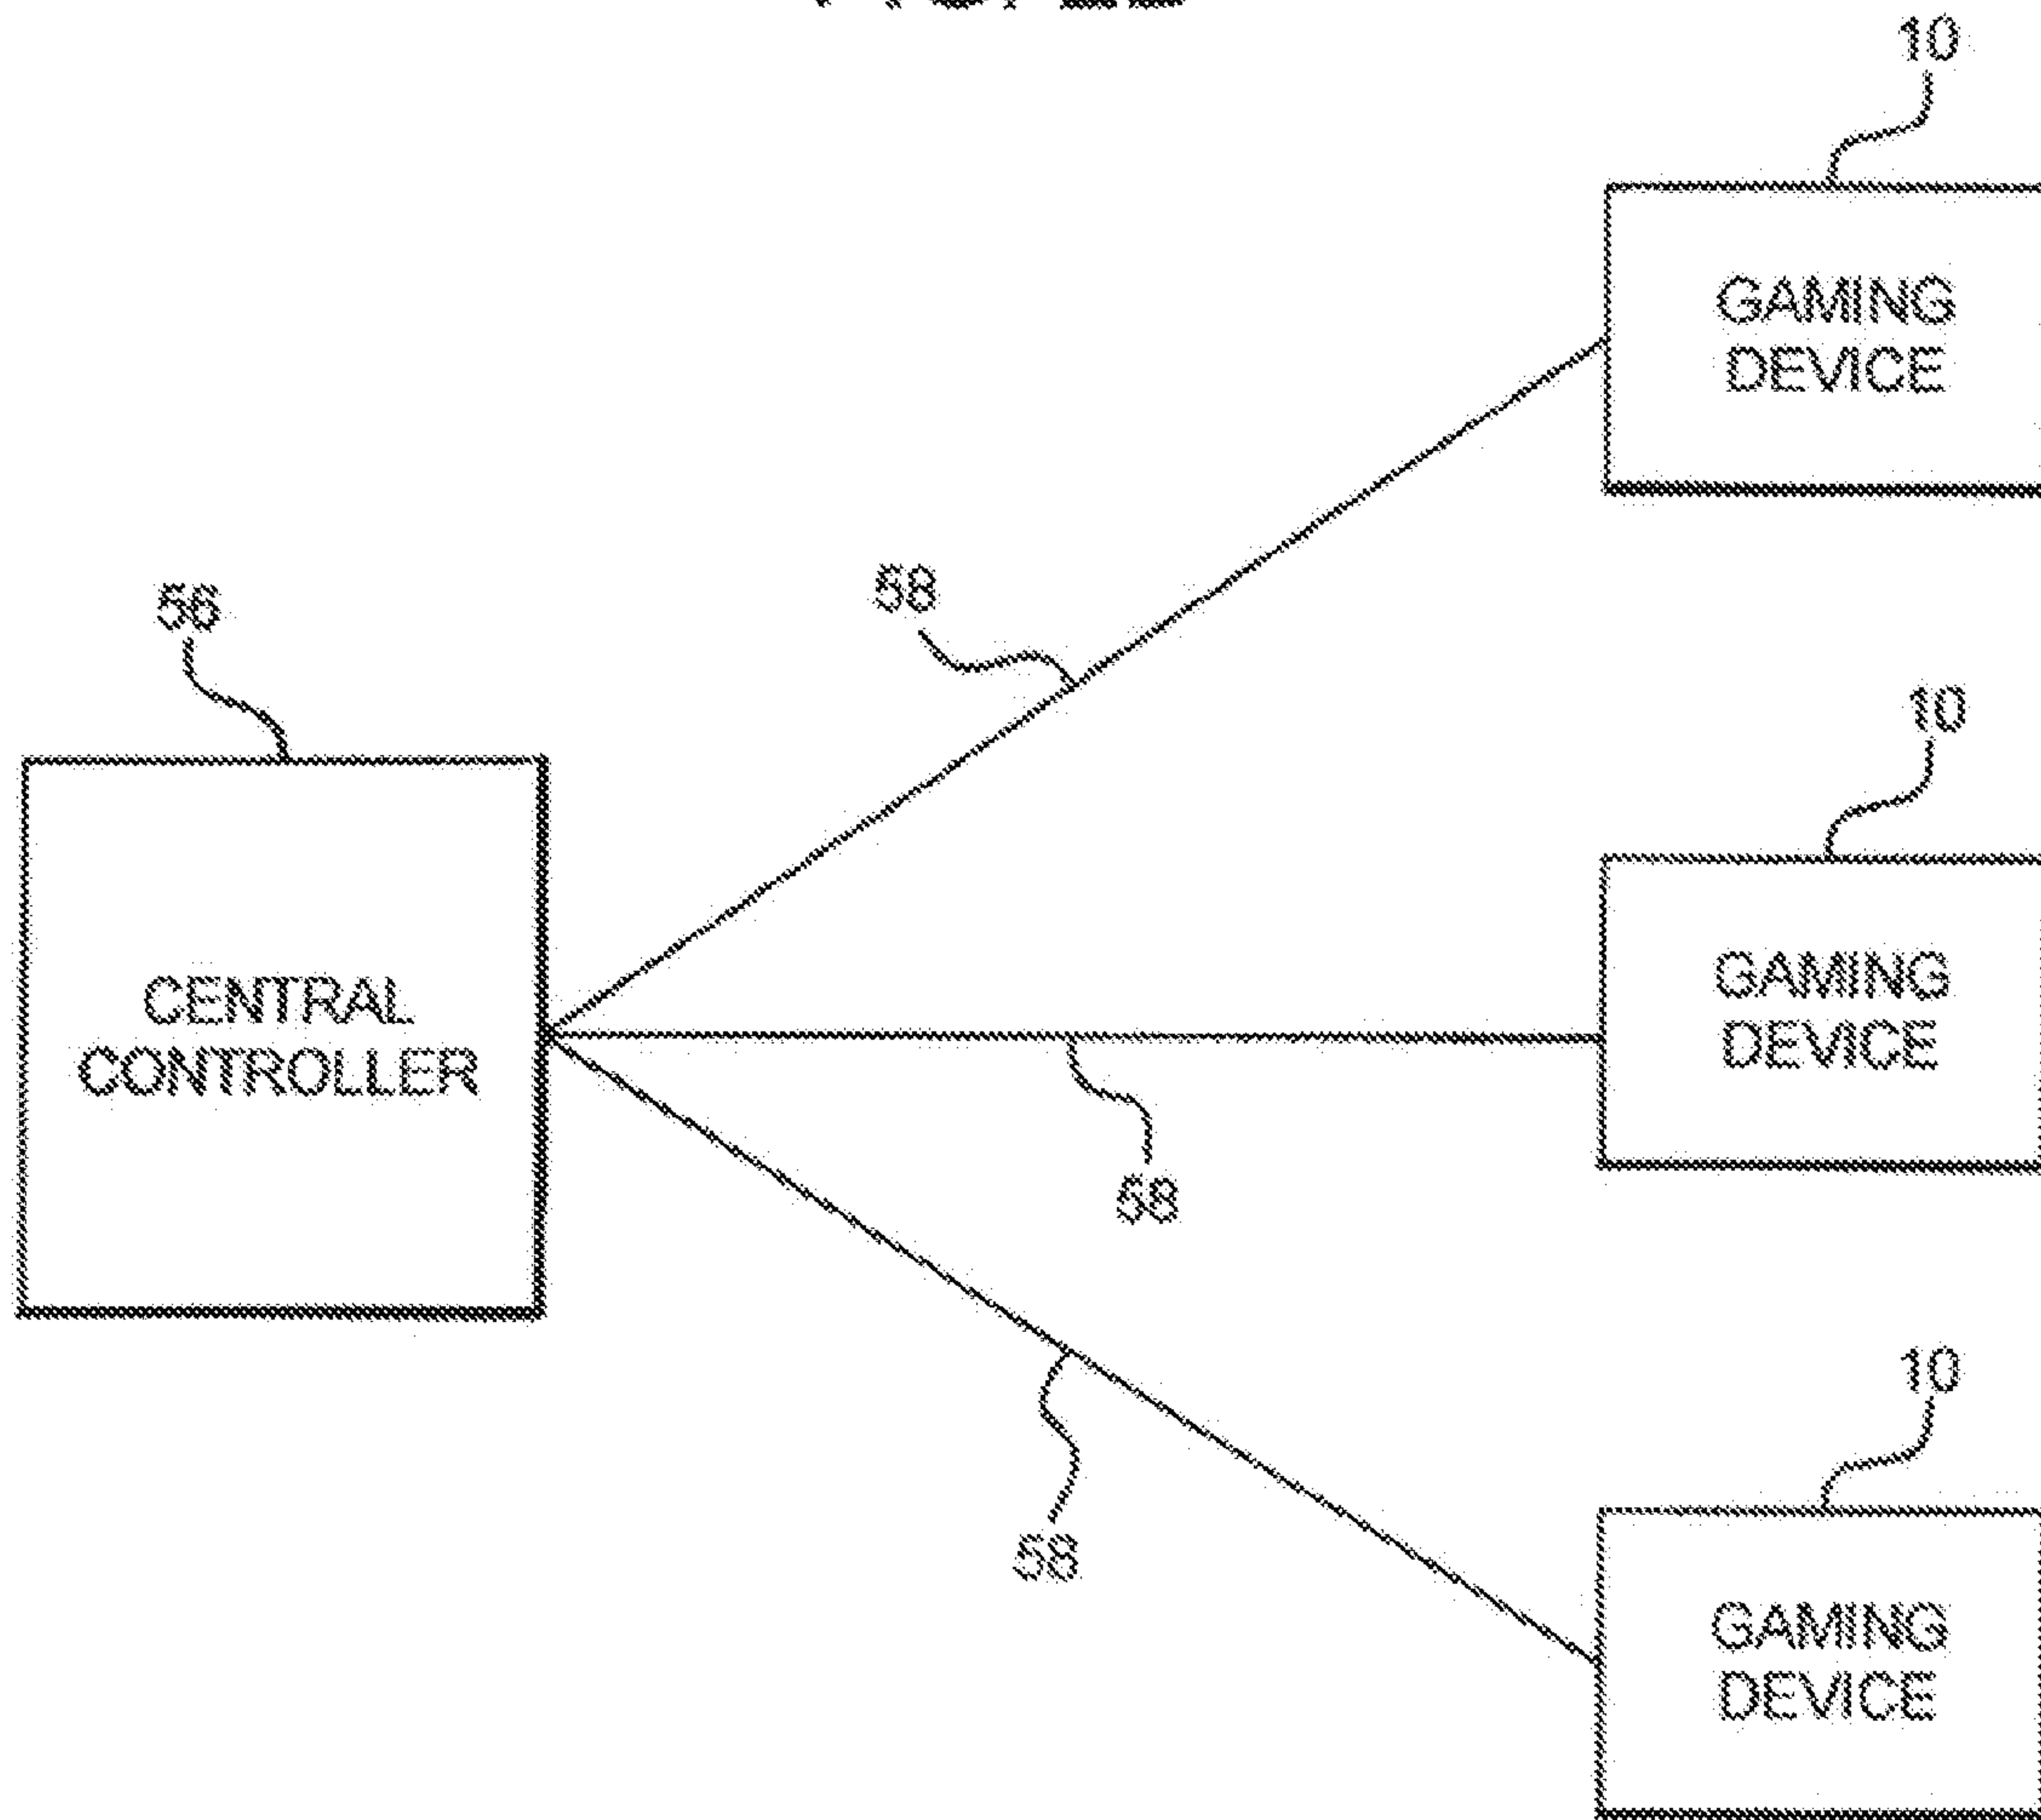 10
GAMING
DEVICE
58
56
10
CENTRAL
CONTROLLER
GAMING
DEVICE
58
10
58
GAMING
DEVICE